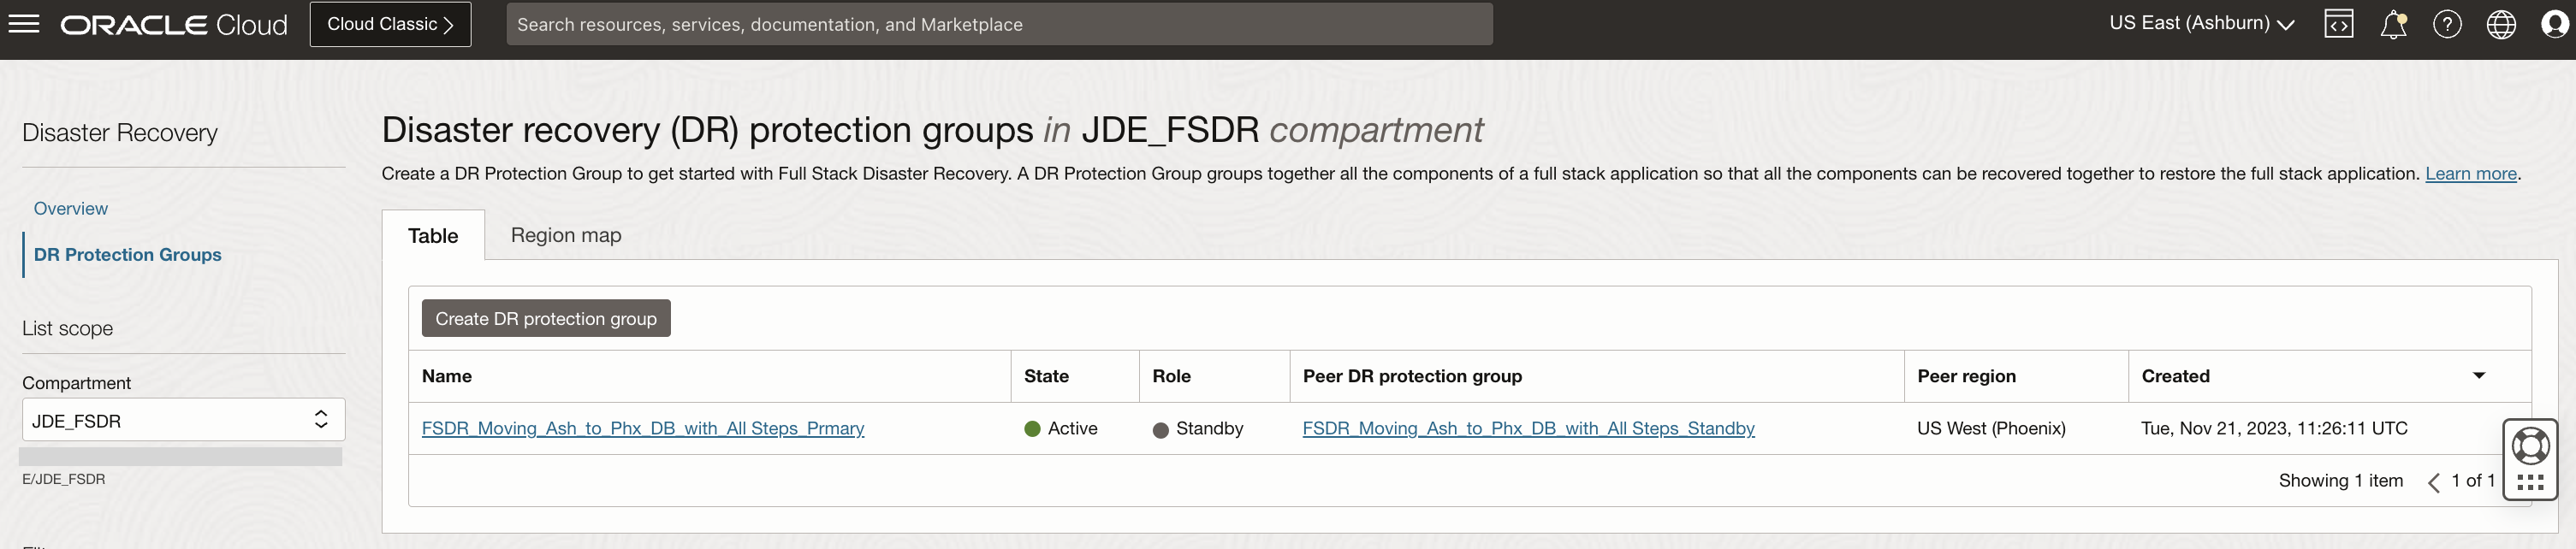 ORACLE Cloud
Cloud Classic
Search resources, services, documentation, and Marketplace
US East (Ashburn)
Disaster Recovery
Overview
DR Protection Groups
List scope
Compartment
JDE_FSDR
E/JDE_FSDR
Disaster recovery (DR) protection groups in JDE_FSDR compartment
Create a DR Protection Group to get started with Full Stack Disaster Recovery. A DR Protection Group groups together all the components of a full stack application so that all the components can be recovered together to restore the full stack application. Learn more.
Table Region map
Create DR protection group
Name State Role Peer DR protection group Peer region Created
FSDR_Moving_Ash_to_Phx_DB_with_All Steps_Prmary Active Standby FSDR_Moving_Ash_to_Phx_DB_with_All Steps_Standby US West (Phoenix) Tue, Nov 21, 2023, 11:26:11 UTC
Showing 1 item 1 of 1